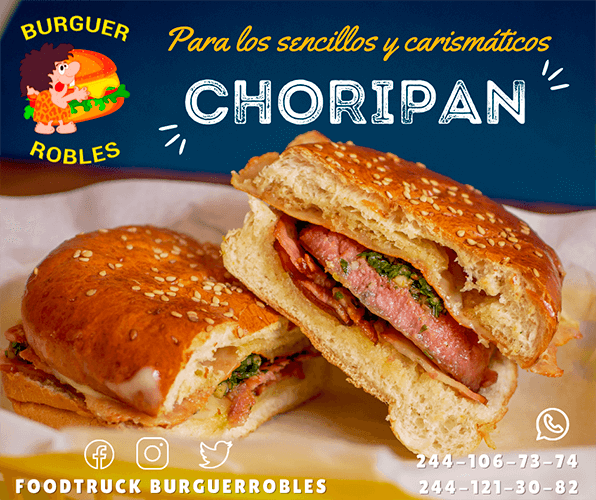 BURGUER
ROBLES
Para los sencillos y carismáticos
CHORIPAN
FOODTRUCK BURGUERROBLES
244-106-73-74
244-121-30-82